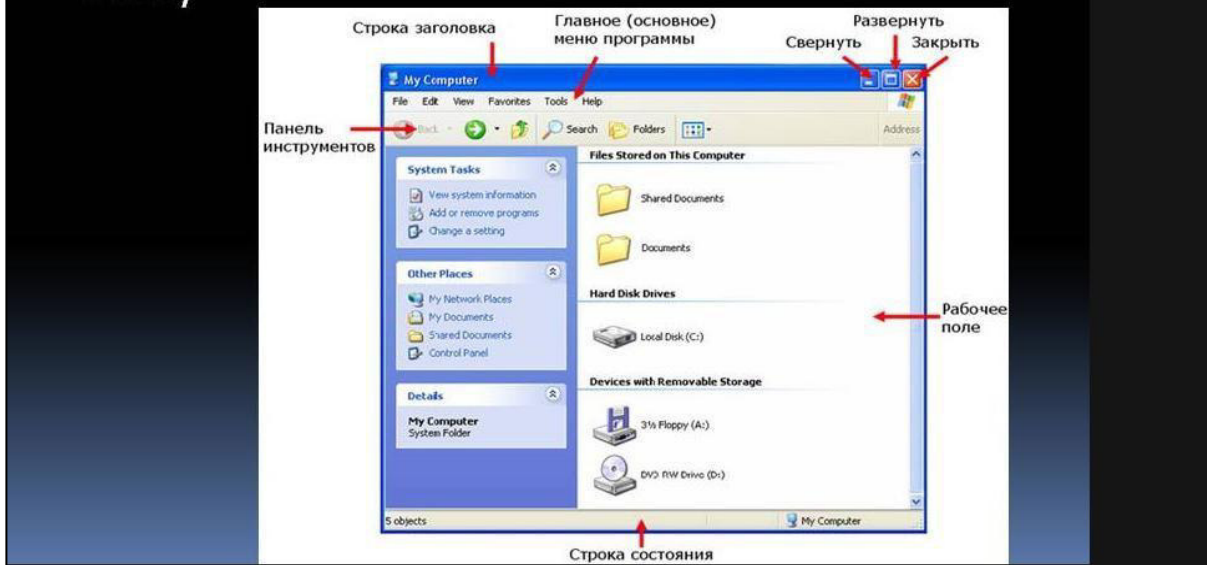 Строка заголовка
Главное (основное)
меню программы
Развернуть
Свернуть
Закрыть
My Computer
File Edit View Favorites Tools Help
Панель
инструментов
Back
Search
Folders
Address
System Tasks
View system information
Add or remove programs
Change a setting
Other Places
My Network Places
My Documents
Shared Documents
Control Panel
Details
My Computer
System Folder
Files Stored on This Computer
Shared Documents
Documents
Hard Disk Drives
Local Disk (C:)
Рабочее
поле
Devices with Removable Storage
3½ Floppy (A:)
DVD RW Drive (D:)
5 objects
My Computer
Строка состояния